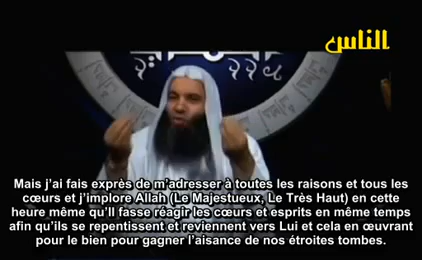 الناس
Mais j'ai fais exprès de m'adresser à toutes les raisons et tous les
cœurs et j'implore Allah (Le Majestueux, Le Très Haut) en cette
heure même qu'Il fasse réagir les cœurs et esprits en même temps
afin qu'ils se repentissent et reviennent vers Lui et cela en œuvrant
pour le bien pour gagner l'aisance de nos étroites tombes.